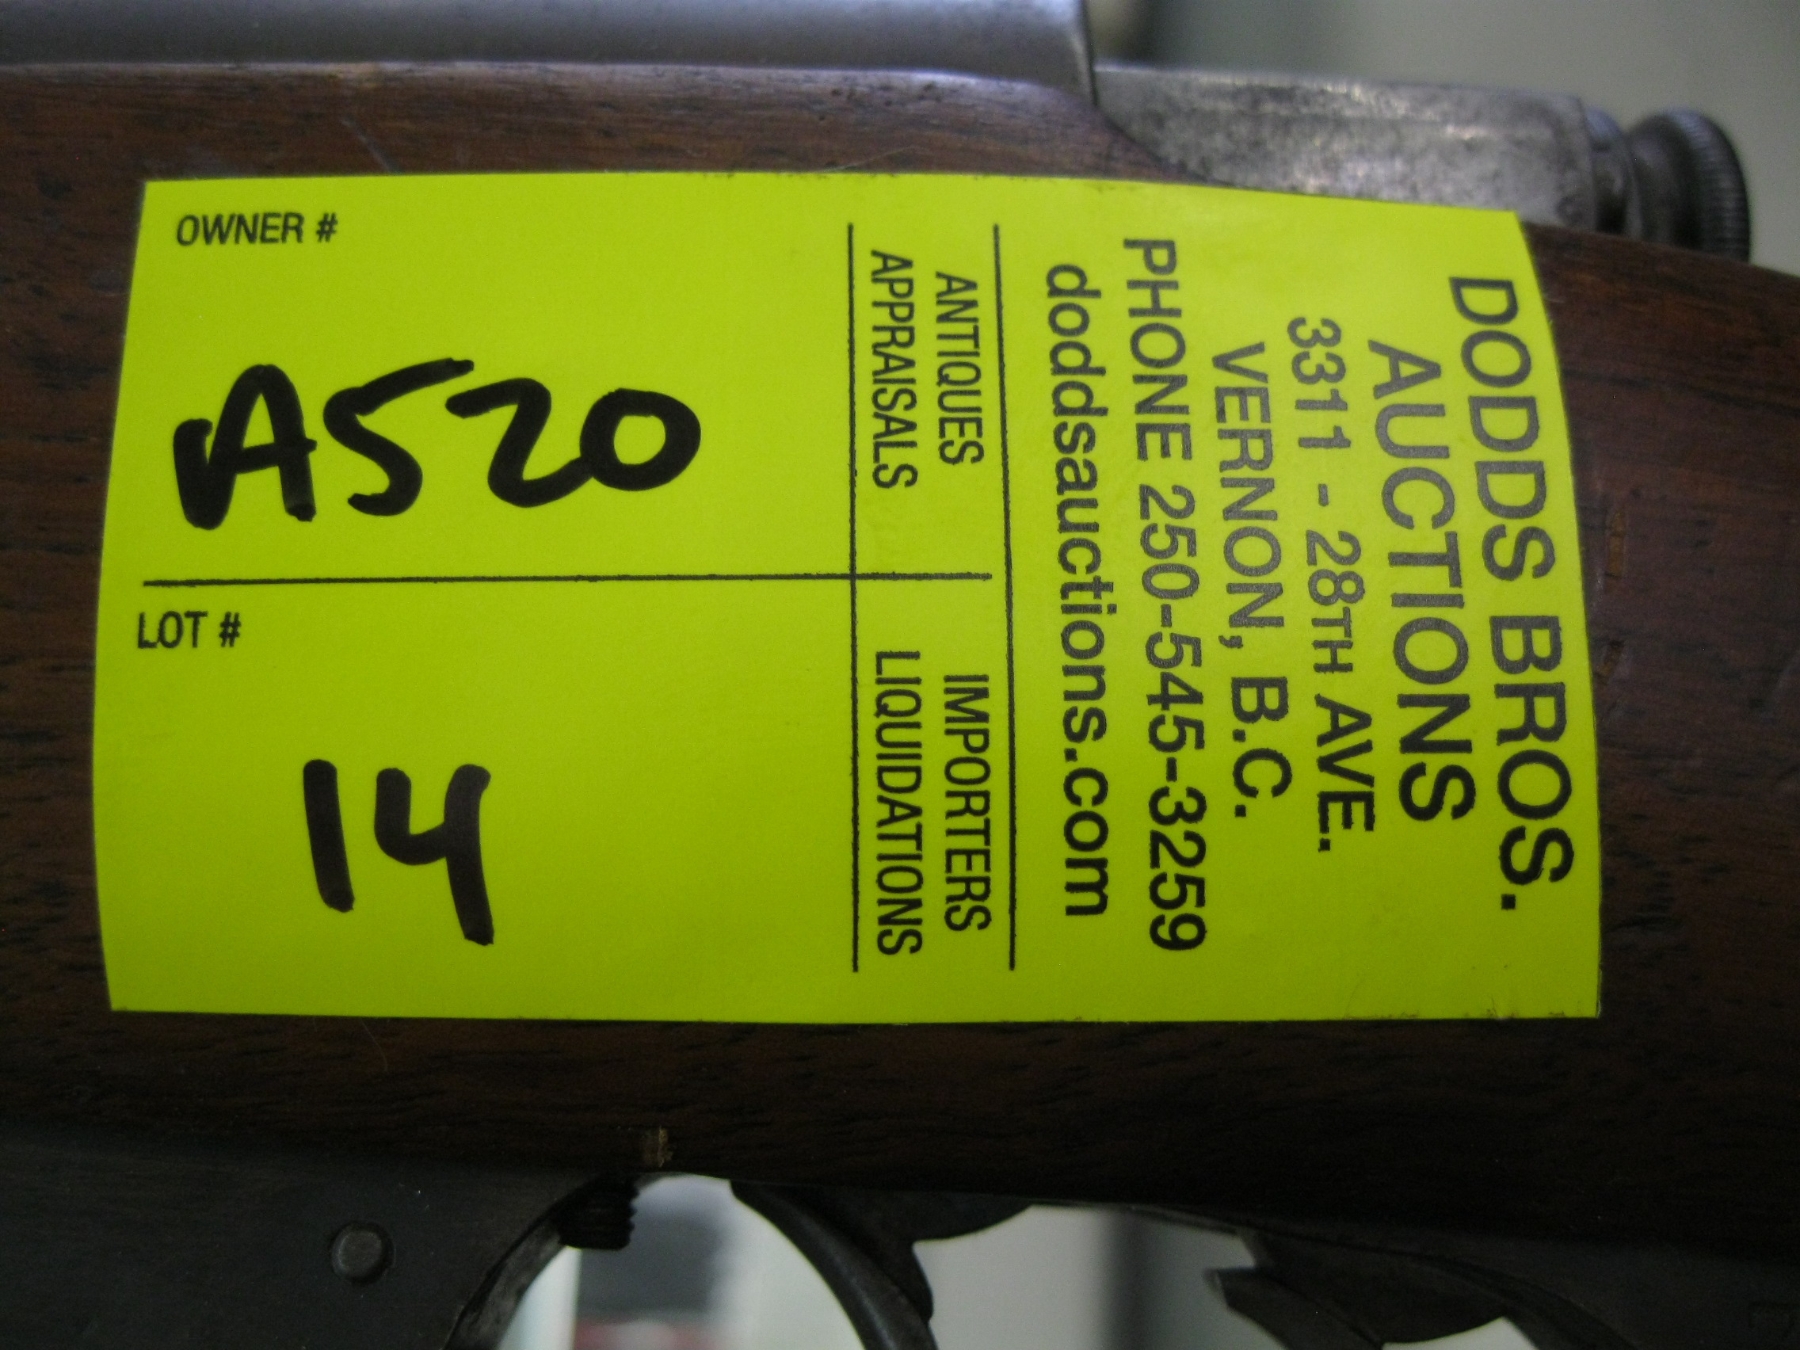 DODDS BROS.
AUCTIONS
3311 - 28TH AVE.
VERNON, B.C.
PHONE 250-545-3259
doddsauctions.com
ANTIQUES IMPORTERS
APPRAISALS LIQUIDATIONS
OWNER #
A520
LOT #
14